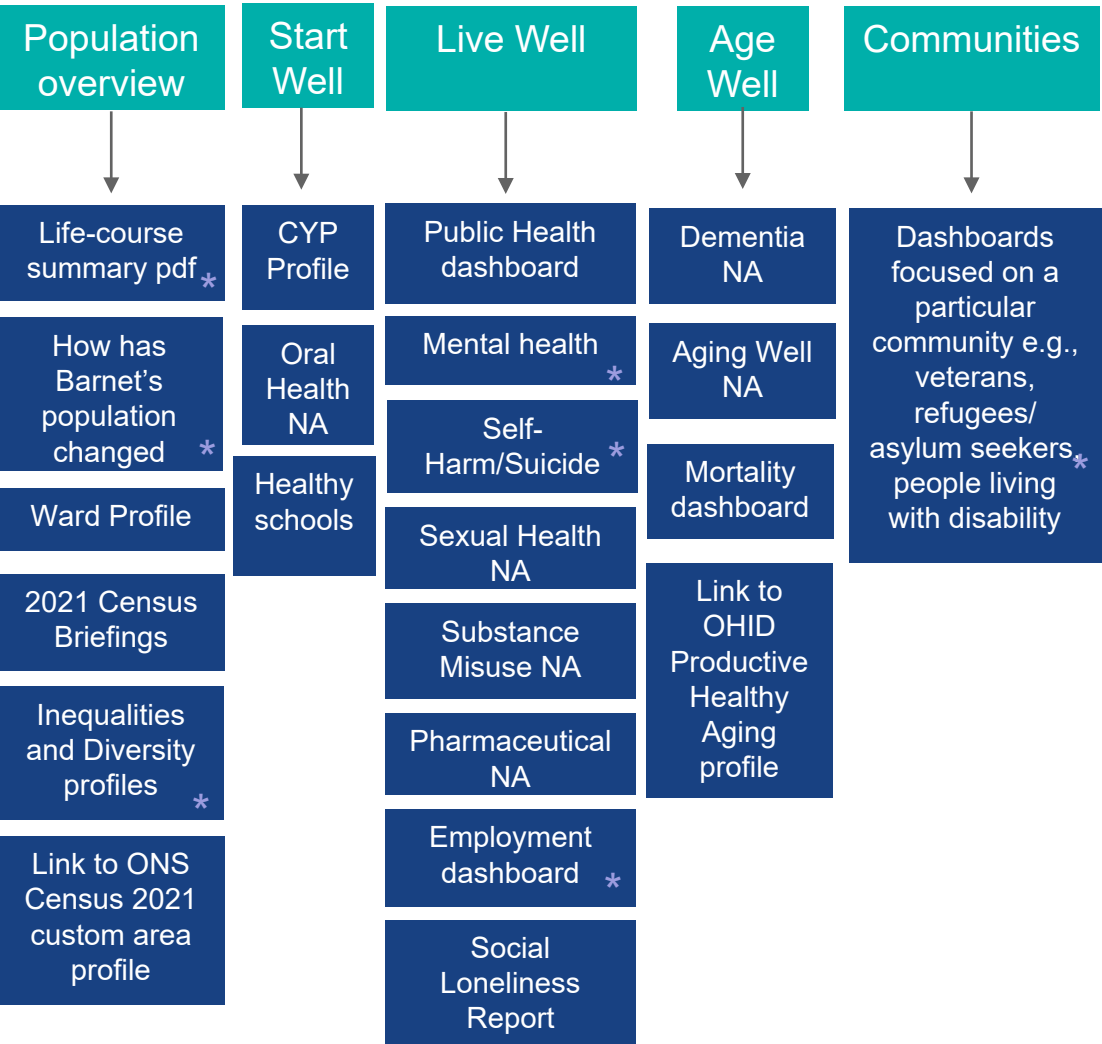 Population
overview
Start
Well
Live Well
Age
Well
Communities
Life-course
summary pdf *
How has
Barnet's
population
changed *
Ward Profile
2021 Census
Briefings
Inequalities
and Diversity
profiles *
Link to ONS
Census 2021
custom area
profile
CYP
Profile
Oral
Health
NA
Healthy
schools
Public Health
dashboard
Mental health *
Self-
Harm/Suicide *
Sexual Health
NA
Substance
Misuse NA
Pharmaceutical
NA
Employment
dashboard *
Social
Loneliness
Report
Dementia
NA
Aging Well
NA
Mortality
dashboard
Link to
OHID
Productive
Healthy
Aging
profile
Dashboards
focused on a
particular
community e.g.,
veterans,
refugees/
asylum seekers, *
people living
with disability